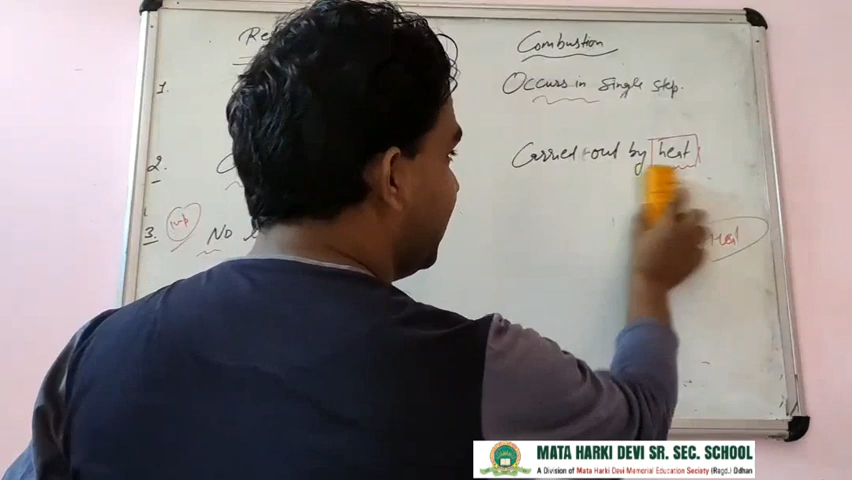 Combustion
1. Occurs in single step.
2. Carried out by heat
3. imp No
Heat
MATA HARKI DEVI SR. SEC. SCHOOL
A Division of Mata Harki Devi Memorial Education Society (Regd.) Odhan